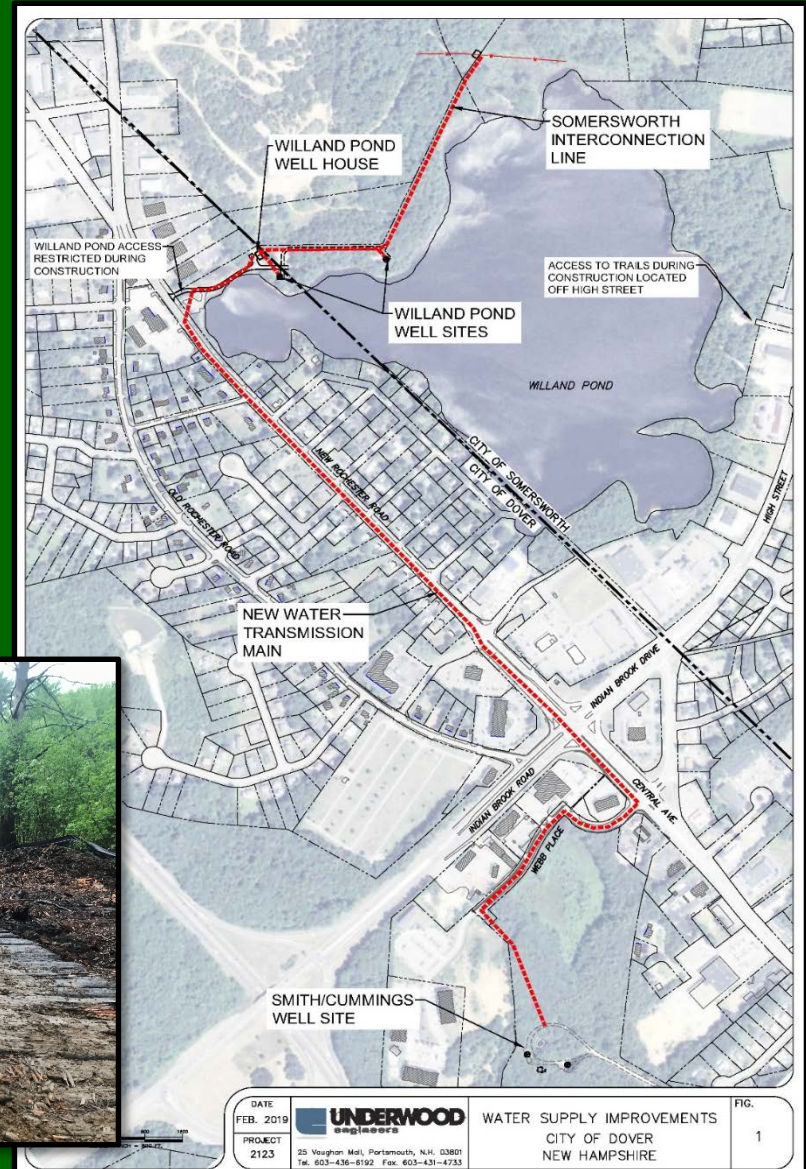 SOMERSWORTH
INTERCONNECTION
LINE
WILLAND POND
WELL HOUSE
WILLAND POND ACCESS
RESTRICTED DURING
CONSTRUCTION
ACCESS TO TRAILS DURING
CONSTRUCTION LOCATED
OFF HIGH STREET
WILLAND POND
WELL SITES
WILLAND POND
CITY OF SOMERSWORTH
CITY OF DOVER
HIGH STREET
NEW ROCHESTER ROAD
OLD ROCHESTER ROAD
NEW WATER
TRANSMISSION
MAIN
INDIAN BROOK DRIVE
INDIAN BROOK ROAD
CENTRAL AVE.
WEBB PLACE
SMITH/CUMMINGS
WELL SITE
DATE
FEB. 2019
PROJECT
2123
UNDERWOOD
engineers
25 Vaughan Mall, Portsmouth, N.H. 03801
Tel. 603-436-6192 Fax. 603-431-4733
WATER SUPPLY IMPROVEMENTS
CITY OF DOVER
NEW HAMPSHIRE
FIG.
1